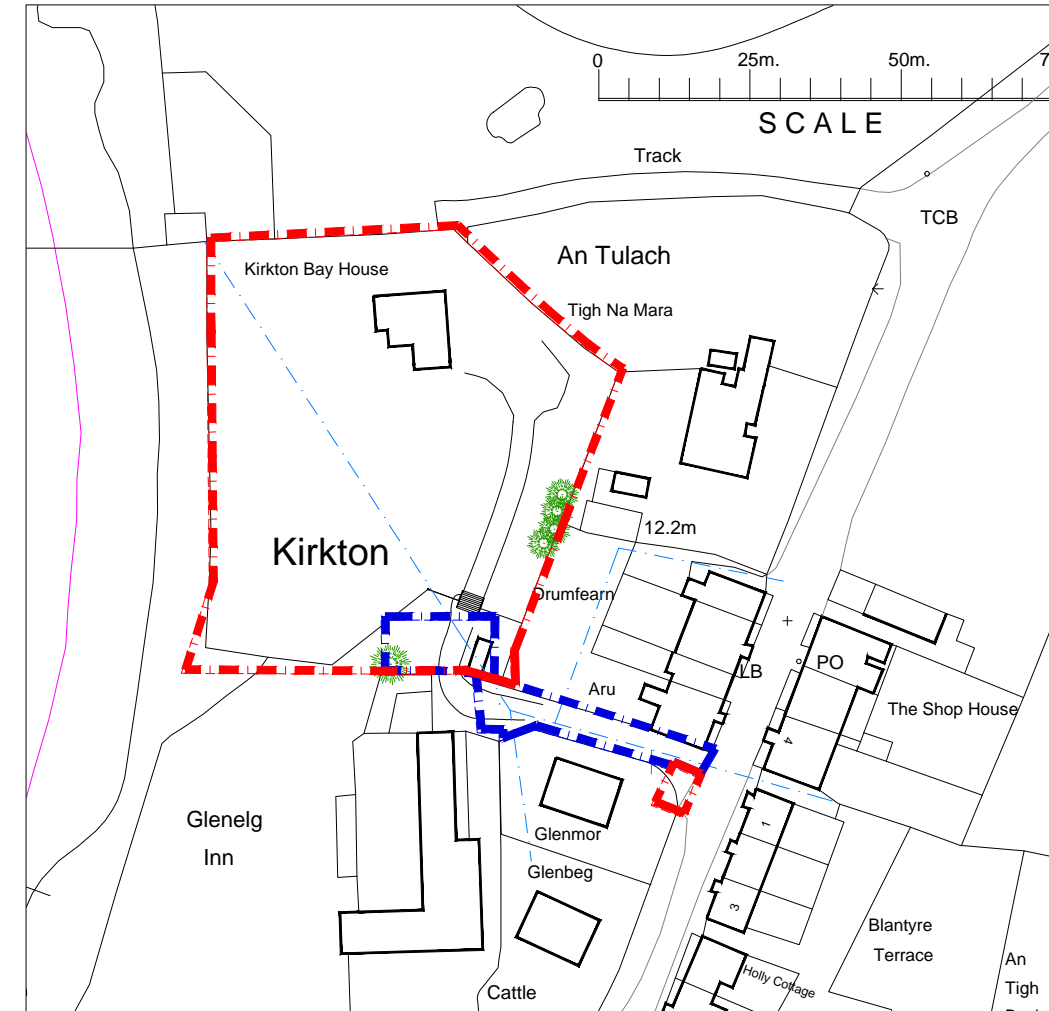 0 25m. 50m. 7
SCALE
Track
TCB
An Tulach
Kirkton Bay House
Tigh Na Mara
12.2m
Kirkton
Drumfearn
PO
LB
Aru
The Shop House
4
Glenelg
Inn
Glenmor
1
Glenbeg
3
Blantyre
Terrace
Holly Cottage
An
Tigh
Cattle